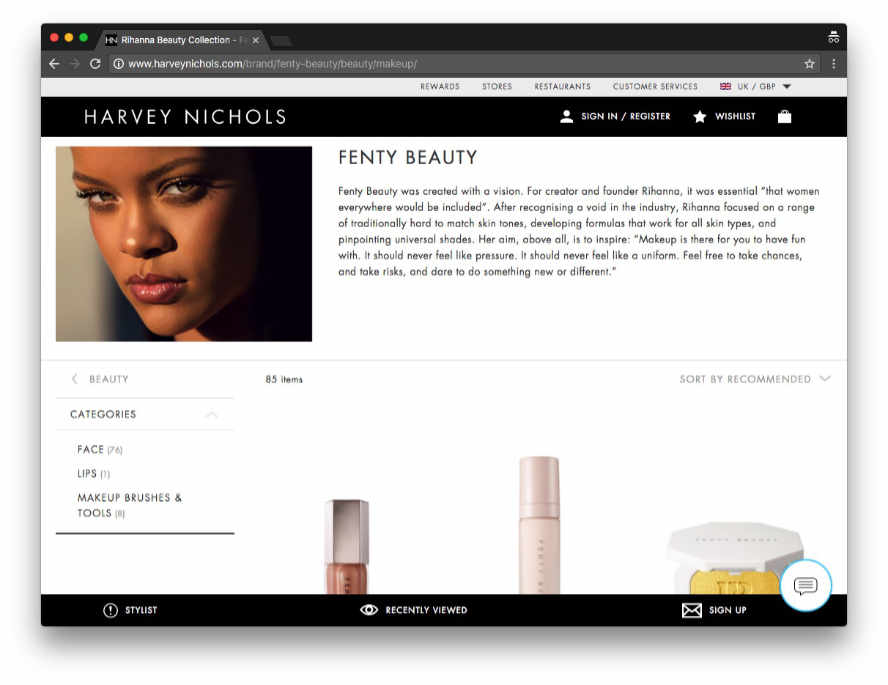 HN Rihanna Beauty Collection - Fe
www.harveynichols.com/brand/fenty-beauty/beauty/makeup/
REWARDS STORES RESTAURANTS CUSTOMER SERVICES UK / GBP
HARVEY NICHOLS SIGN IN / REGISTER WISHLIST
FENTY BEAUTY
Fenty Beauty was created with a vision. For creator and founder Rihanna, it was essential “that women
everywhere would be included”. After recognising a void in the industry, Rihanna focused on a range
of traditionally hard to match skin tones, developing formulas that work for all skin types, and
pinpointing universal shades. Her aim, above all, is to inspire: “Makeup is there for you to have fun
with. It should never feel like pressure. It should never feel like a uniform. Feel free to take chances,
and take risks, and dare to do something new or different.”
BEAUTY 85 items SORT BY RECOMMENDED
CATEGORIES
FACE (76)
LIPS (1)
MAKEUP BRUSHES &
TOOLS (8)
FENTY BEAUTY
STYLIST RECENTLY VIEWED SIGN UP